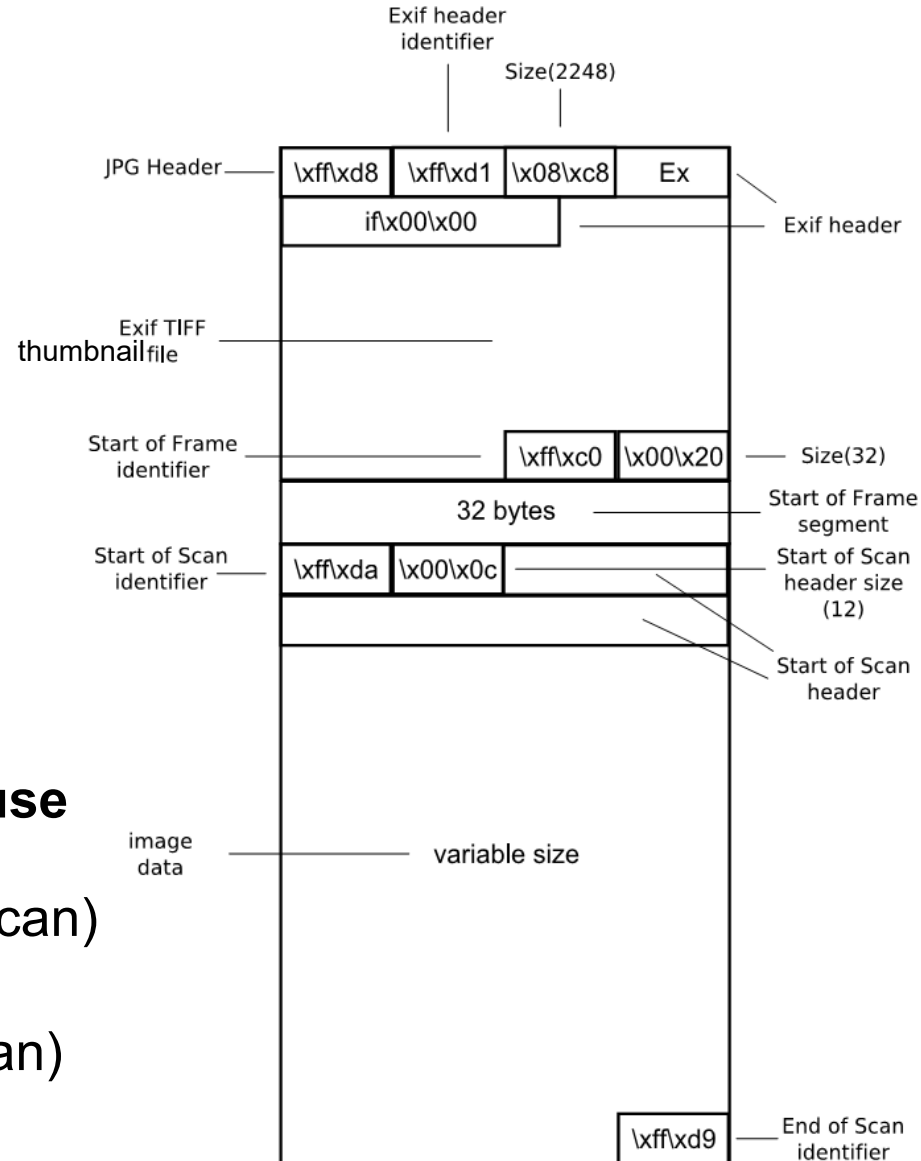 Exif header
identifier
Size(2248)
JPG Header
\xff\xd8
\xff\xd1
\x08\xc8
Ex
if\x00\x00
Exif header
Exif TIFF
thumbnail file
Start of Frame
identifier
\xff\xc0
\x00\x20
Size(32)
32 bytes
Start of Frame
segment
Start of Scan
identifier
\xff\xda
\x00\x0c
Start of Scan
header size
(12)
Start of Scan
header
use
image
data
variable size
can)
an)
\xff\xd9
End of Scan
identifier